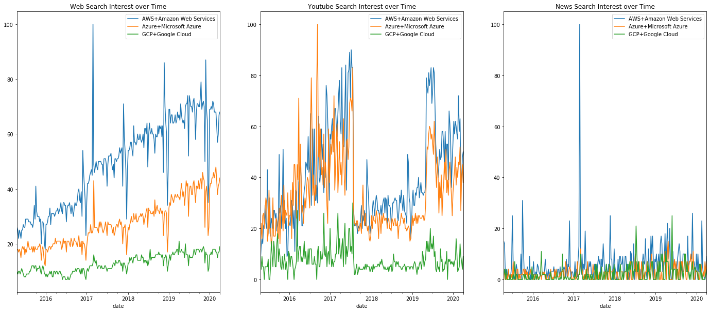 Web Search Interest over Time
AWS+Amazon Web Services
Azure+Microsoft Azure
GCP+Google Cloud
100
80
60
40
20
2016
2017
2018
2019
2020
date
Youtube Search Interest over Time
AWS+Amazon Web Services
Azure+Microsoft Azure
GCP+Google Cloud
100
80
60
40
20
0
2016
2017
2018
2019
2020
date
News Search Interest over Time
AWS+Amazon Web Services
Azure+Microsoft Azure
GCP+Google Cloud
100
80
60
40
20
0
2016
2017
2018
2019
2020
date